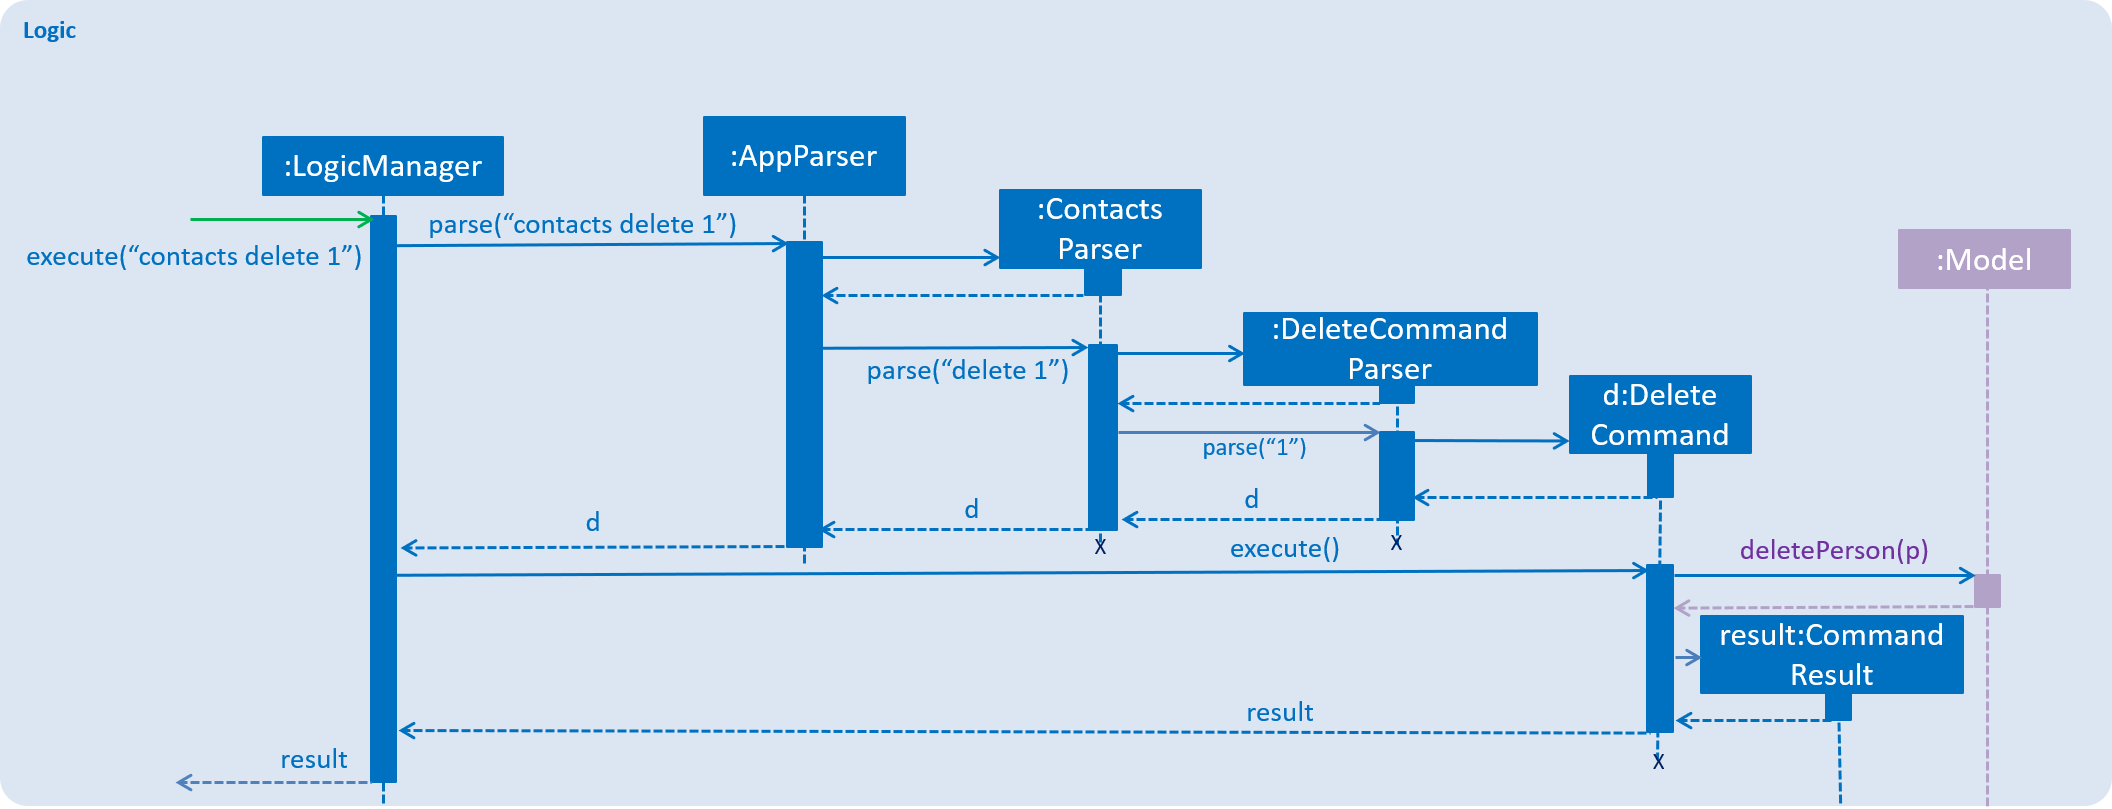 Logic
:LogicManager
:AppParser
:Contacts
Parser
:Model
:DeleteCommand
Parser
d:Delete
Command
execute(“contacts delete 1”)
parse(“contacts delete 1”)
parse(“delete 1”)
parse(“1”)
d
d
d
X
X
execute()
deletePerson(p)
result:Command
Result
result
X
result